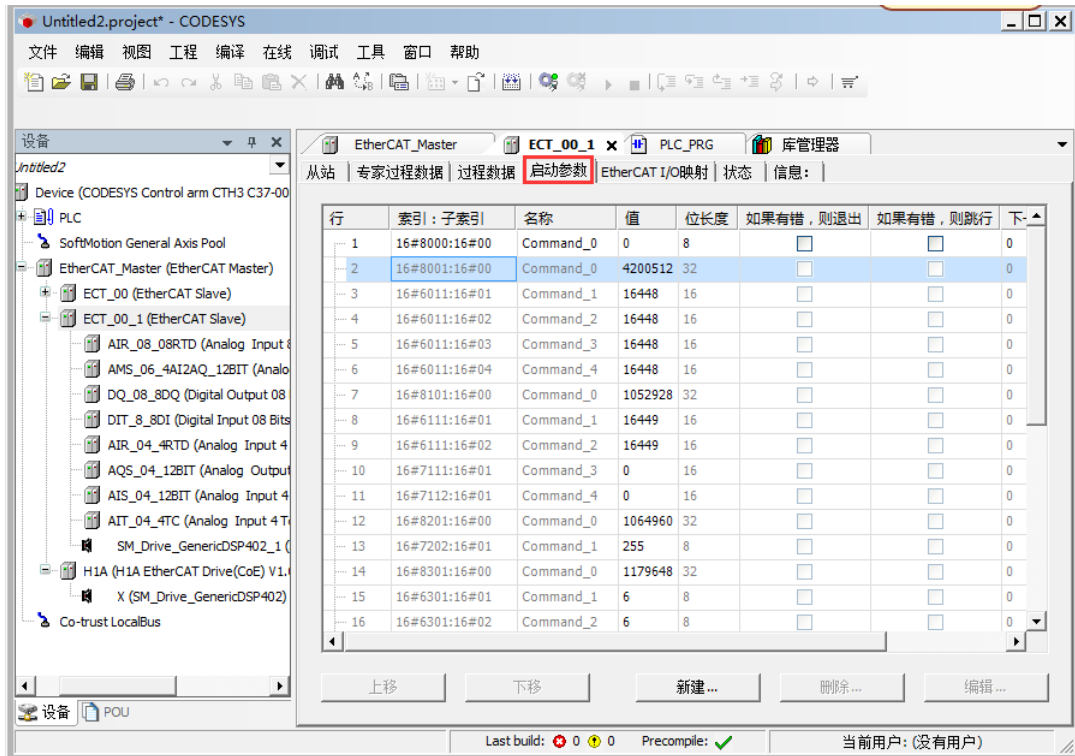 Untitled2.project* - CODESYS
文件 编辑 视图 工程 编译 在线 调试 工具 窗口 帮助
设备
Untitled2
Device (CODESYS Control arm CTH3 C37-00
PLC
SoftMotion General Axis Pool
EtherCAT_Master (EtherCAT Master)
ECT_00 (EtherCAT Slave)
ECT_00_1 (EtherCAT Slave)
AIR_08_08RTD (Analog Input 8
AMS_06_4AI2AQ_12BIT (Analo
DQ_08_8DQ (Digital Output 08
DIT_8_8DI (Digital Input 08 Bits
AIR_04_4RTD (Analog Input 4
AQS_04_12BIT (Analog Output
AIS_04_12BIT (Analog Input 4
AIT_04_4TC (Analog Input 4 T
SM_Drive_GenericDSP402_1 (
H1A (H1A EtherCAT Drive(CoE) V1.
X (SM_Drive_GenericDSP402)
Co-trust LocalBus
设备 POU
EtherCAT_Master ECT_00_1 PLC_PRG 库管理器
从站 专家过程数据 过程数据 启动参数 EtherCAT I/O映射 状态 信息:
行 索引:子索引 名称 值 位长度 如果有错，则退出 如果有错，则跳行 下
1 16#8000:16#00 Command_0 0 8 0
2 16#8001:16#00 Command_0 4200512 32 0
3 16#6011:16#01 Command_1 16448 16 0
4 16#6011:16#02 Command_2 16448 16 0
5 16#6011:16#03 Command_3 16448 16 0
6 16#6011:16#04 Command_4 16448 16 0
7 16#8101:16#00 Command_0 1052928 32 0
8 16#6111:16#01 Command_1 16449 16 0
9 16#6111:16#02 Command_2 16449 16 0
10 16#7111:16#01 Command_3 0 16 0
11 16#7112:16#01 Command_4 0 16 0
12 16#8201:16#00 Command_0 1064960 32 0
13 16#7202:16#01 Command_1 255 8 0
14 16#8301:16#00 Command_0 1179648 32 0
15 16#6301:16#01 Command_1 6 8 0
16 16#6301:16#02 Command_2 6 8 0
上移 下移 新建... 删除... 编辑...
Last build: 0 0 Precompile: 当前用户: (没有用户)